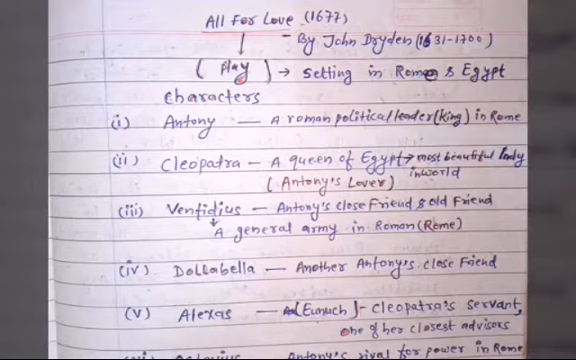 All For Love (1677)
- By John Dryden (1631-1700)
(Play) → Setting in Rome & Egypt
Characters
(i) Antony — A roman political leader (King) in Rome
(ii) Cleopatra — A queen of Egypt → most beautiful lady in world
(Antony's Lover)
(iii) Venfidius — Antony's close Friend & old Friend
↓ A general army in Roman (Rome)
(iv) Dollabella — Another Antony's close Fiend
(v) Alexas — (Eunuch) - Cleopatra's servant,
one of her closest advisors
Antony's rival for power in Rome